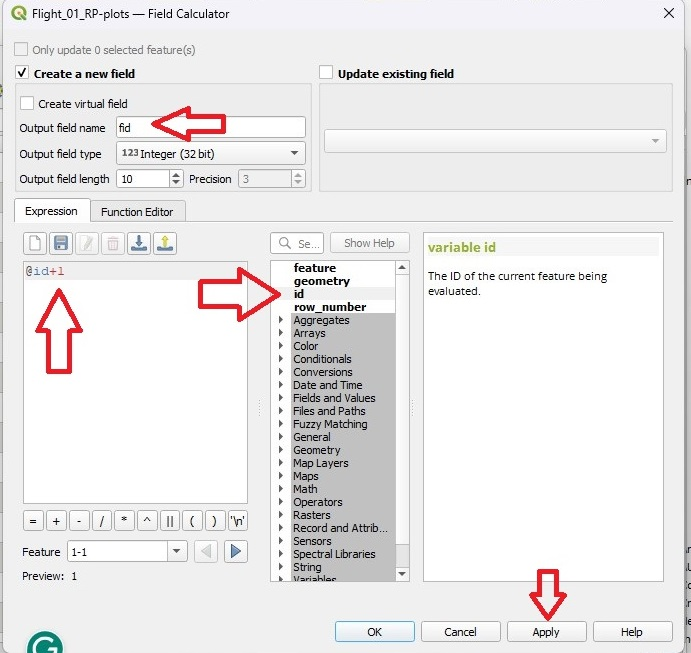 Flight_01_RP-plots — Field Calculator
Only update 0 selected feature(s)
Create a new field
Update existing field
Create virtual field
Output field name fid
Output field type 123 Integer (32 bit)
Output field length 10 Precision 3
Expression Function Editor
Se... Show Help
@id+1
feature
geometry
id
row_number
Aggregates
Arrays
Color
Conditionals
Conversions
Date and Time
Fields and Values
Files and Paths
Fuzzy Matching
General
Geometry
Map Layers
Maps
Math
Operators
Rasters
Record and Attrib...
Sensors
Spectral Libraries
String
Variables
variable id
The ID of the current feature being
evaluated.
= + - / * ^ || ( ) '\n'
Feature 1-1
Preview: 1
OK Cancel Apply Help